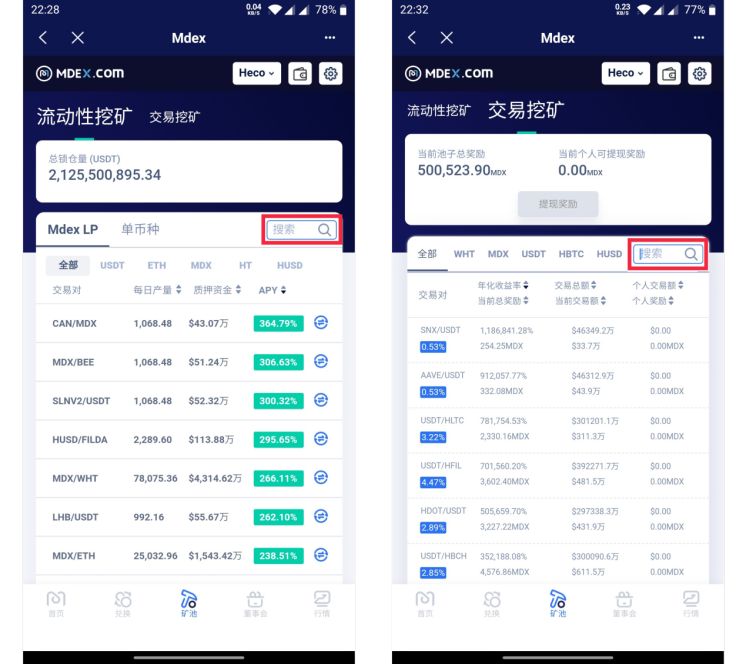 22:28
0.04
KB/S
78%
Mdex
MDEX.COM
Heco
流动性挖矿 交易挖矿
总锁仓量 (USDT)
2,125,500,895.34
Mdex LP 单币种 搜索
全部 USDT ETH MDX HT HUSD
交易对 每日产量 质押资金 APY
CAN/MDX 1,068.48 $43.07万 364.79%
MDX/BEE 1,068.48 $51.24万 306.63%
SLNV2/USDT 1,068.48 $52.32万 300.32%
HUSD/FILDA 2,289.60 $113.88万 295.65%
MDX/WHT 78,075.36 $4,314.62万 266.11%
LHB/USDT 992.16 $55.67万 262.10%
MDX/ETH 25,032.96 $1,543.42万 238.51%
首页 兑换 矿池 董事会 行情
22:32
0.23
KB/S
77%
Mdex
MDEX.COM
Heco
流动性挖矿 交易挖矿
当前池子总奖励 当前个人可提现奖励
500,523.90MDX 0.00MDX
提现奖励
全部 WHT MDX USDT HBTC HUSD 搜索
交易对 年化收益率 交易总额 个人交易额
当前总奖励 当前交易额 个人奖励
SNX/USDT 1,186,841.28% $46349.2万 $0.00
0.53% 254.25MDX $33.7万 0.00MDX
AAVE/USDT 912,057.77% $46312.9万 $0.00
0.53% 332.08MDX $43.9万 0.00MDX
USDT/HLTC 781,754.53% $301201.1万 $0.00
3.22% 2,330.16MDX $311.3万 0.00MDX
USDT/HFIL 701,560.20% $392271.7万 $0.00
4.47% 3,602.40MDX $481.5万 0.00MDX
HDOT/USDT 505,659.70% $297338.3万 $0.00
2.89% 3,227.22MDX $431.9万 0.00MDX
USDT/HBCH 352,188.08% $300090.6万 $0.00
2.85% 4,576.86MDX $611.5万 0.00MDX
首页 兑换 矿池 董事会 行情